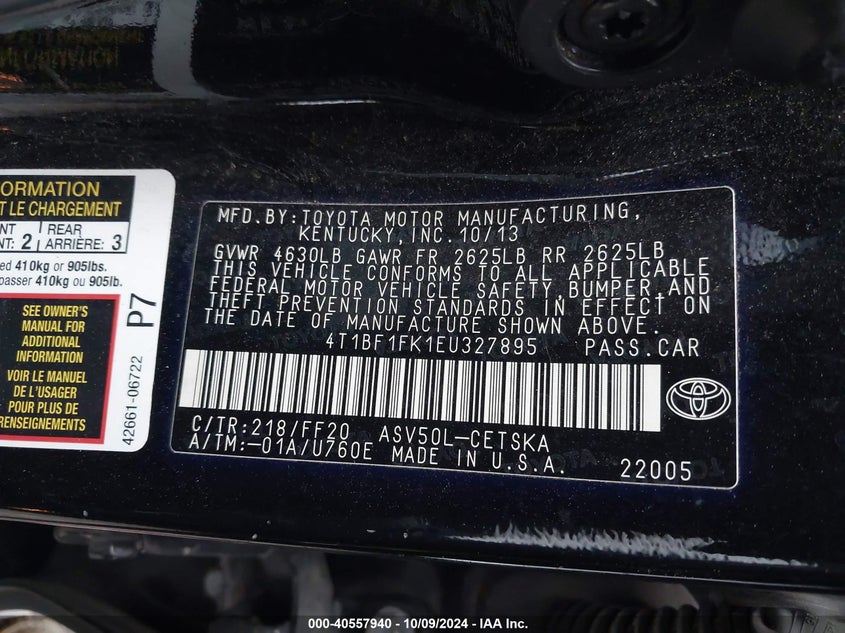 ORMATION
T LE CHARGEMENT
NT
NT: 2
REAR
ARRIÈRE: 3
ed 410kg or 905lbs.
passer 410kg ou 905lb.
SEE OWNER'S
MANUAL FOR
ADDITIONAL
INFORMATION
VOIR LE MANUEL
DE L'USAGER
POUR PLUS DE
RENSEIGNEMENTS
P7
42661-06722
MFD.BY:TOYOTA MOTOR MANUFACTURING,
KENTUCKY,INC.10/13
GVWR 4630LB GAWR FR 2625LB RR 2625LB
THIS VEHICLE CONFORMS TO ALL APPLICABLE
FEDERAL MOTOR VEHICLE SAFETY,BUMPER,AND
THEFT PREVENTION STANDARDS IN EFFECT ON
THE DATE OF MANUFACTURE SHOWN ABOVE.
4T1BF1FK1EU327895 PASS.CAR
C/TR:218/FF20 ASV50L-CETSKA
A/TM:-01A/U760E MADE IN U.S.A. 22005
000-40557940 - 10/09/2024 - IAA Inc.